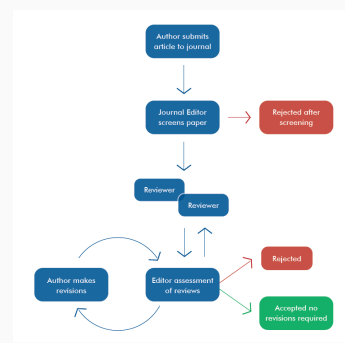 Author submits
article to journal
Journal Editor
screens paper
Rejected after
screening
Reviewer
Reviewer
Author makes
revisions
Editor assessment
of reviews
Rejected
Accepted no
revisions required